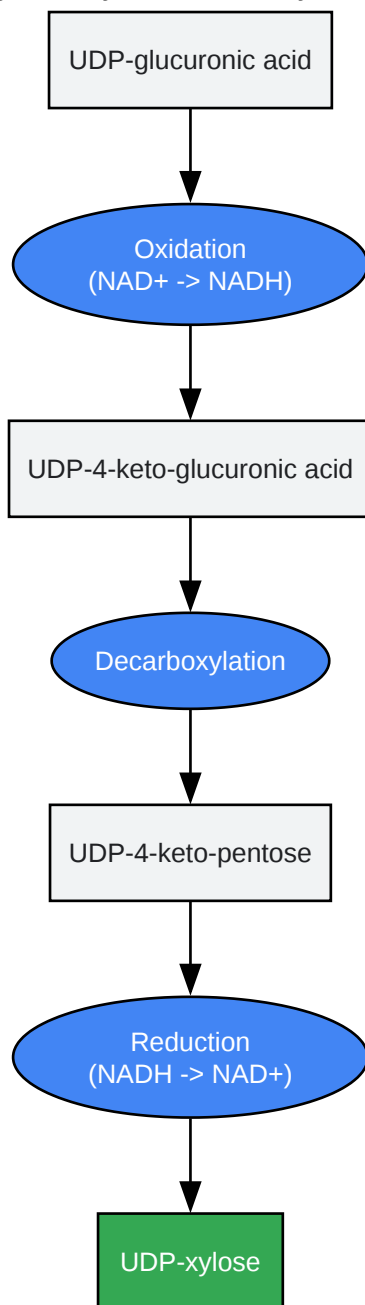 UDP-glucuronic acid
Oxidation
(NAD+ -> NADH)
UDP-4-keto-glucuronic acid
Decarboxylation
UDP-4-keto-pentose
Reduction
(NADH -> NAD+)
UDP-xylose